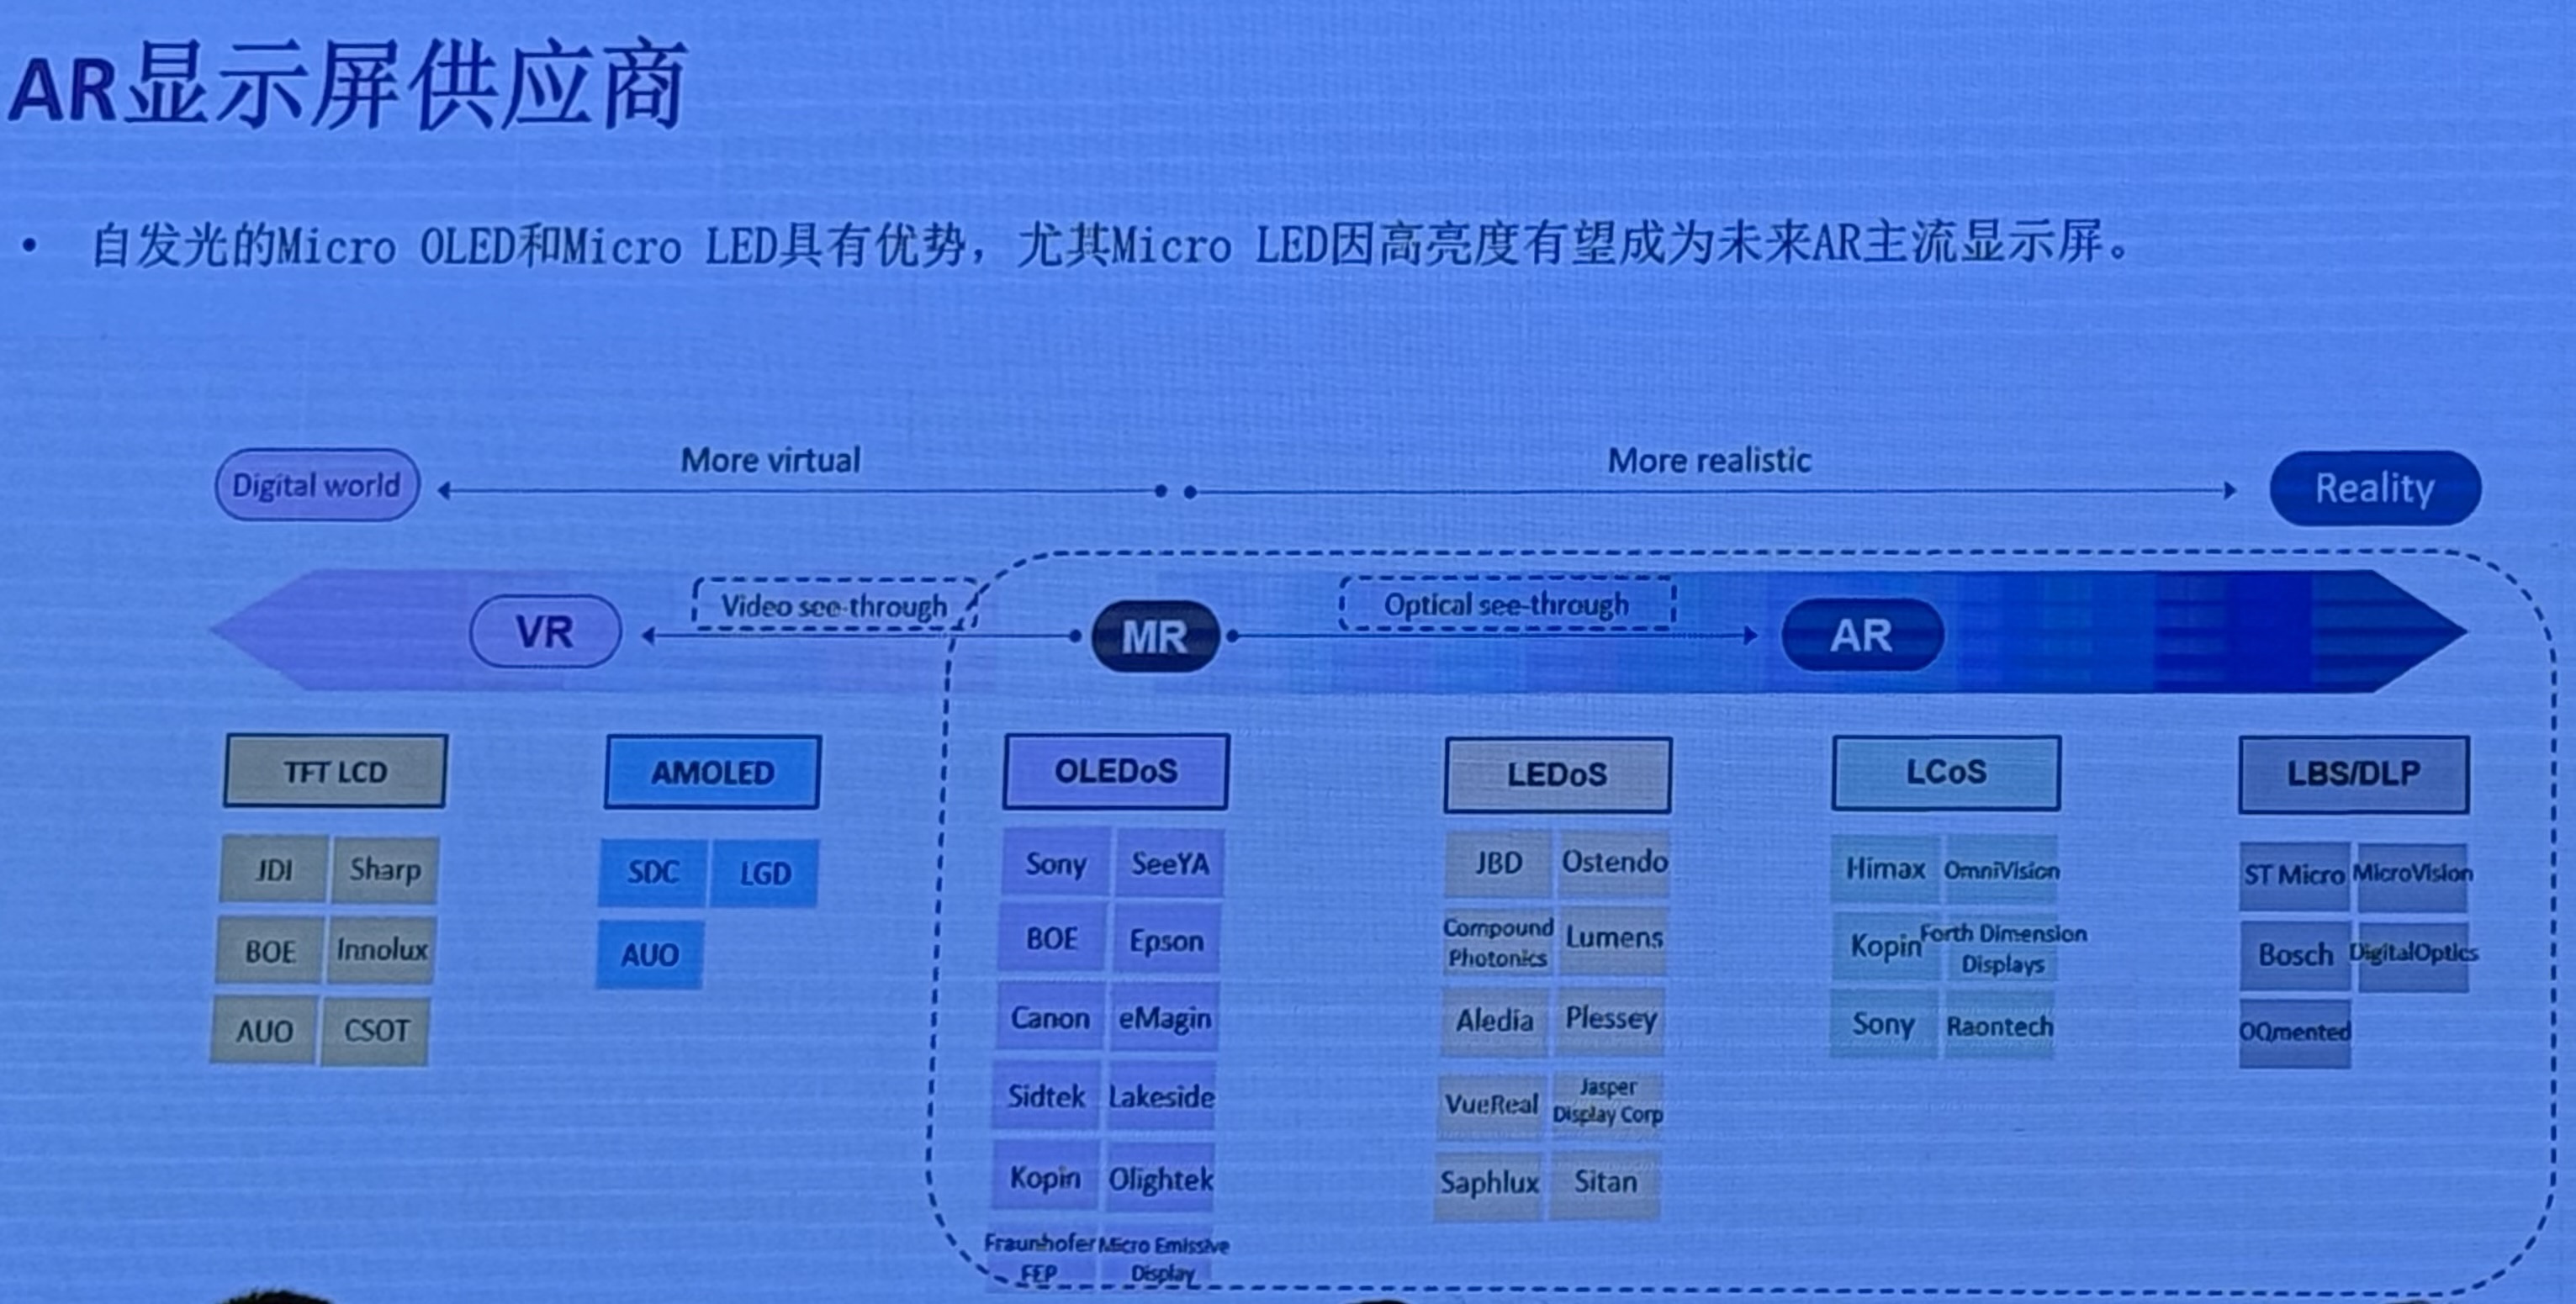 AR显示屏供应商
• 自发光的Micro OLED和Micro LED具有优势，尤其Micro LED因高亮度有望成为未来AR主流显示屏。
Digital world
More virtual
More realistic
Reality
VR
Video see-through
MR
Optical see-through
AR
TFT LCD
AMOLED
OLEDoS
LEDoS
LCoS
LBS/DLP
JDI Sharp
BOE Innolux
AUO CSOT
SDC LGD
AUO
Sony SeeYA
BOE Epson
Canon eMagin
Sidtek Lakeside
Kopin Olightek
Fraunhofer
FEP
Micro Emissive
Display
JBD Ostendo
Compound
Photonics
Lumens
Aledia Plessey
VueReal
Jasper
Display Corp
Saphlux Sitan
Himax OmniVision
Kopin
Forth Dimension
Displays
Sony Raontech
ST Micro MicroVision
Bosch DigitalOptics
OQmented